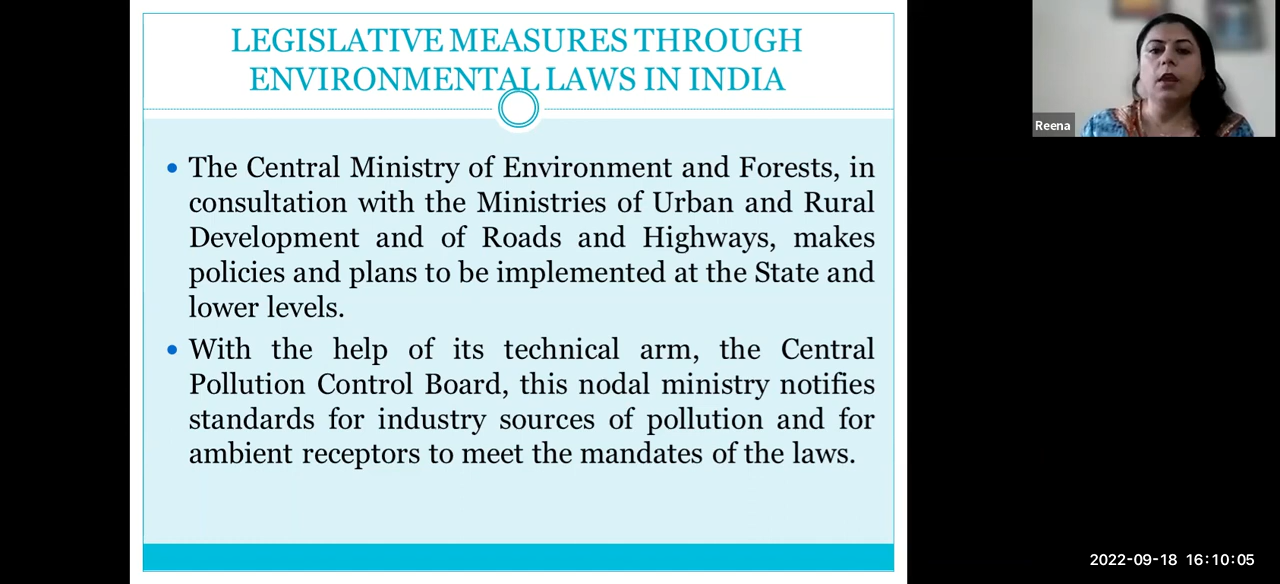 LEGISLATIVE MEASURES THROUGH
ENVIRONMENTAL LAWS IN INDIA
• The Central Ministry of Environment and Forests, in
consultation with the Ministries of Urban and Rural
Development and of Roads and Highways, makes
policies and plans to be implemented at the State and
lower levels.
• With the help of its technical arm, the Central
Pollution Control Board, this nodal ministry notifies
standards for industry sources of pollution and for
ambient receptors to meet the mandates of the laws.
Reena
2022-09-18 16:10:05